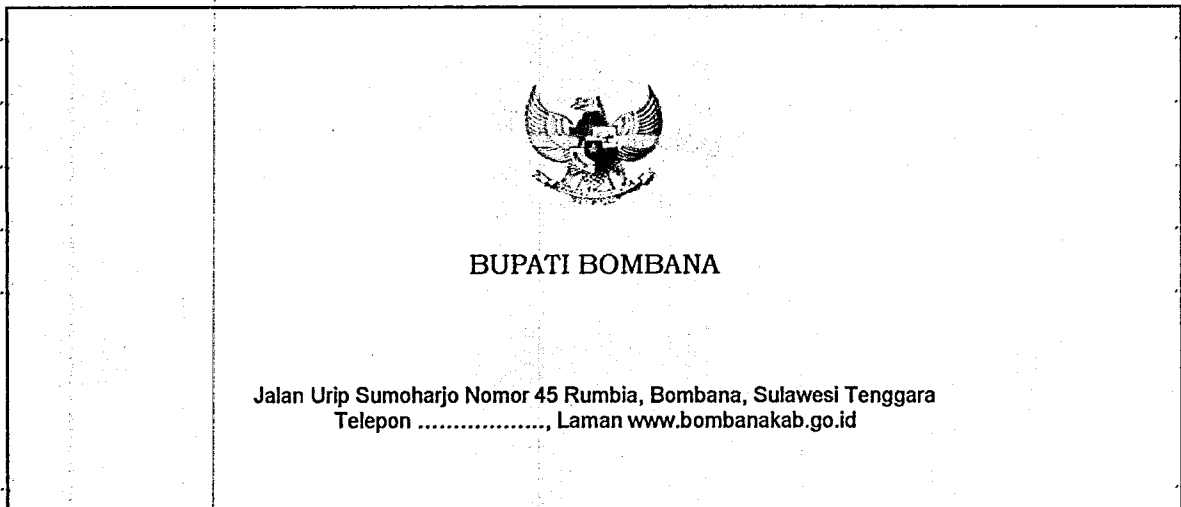 BUPATI BOMBANA
Jalan Urip Sumoharjo Nomor 45 Rumbia, Bombana, Sulawesi Tenggara
Telepon .................., Laman www.bombanakab.go.id